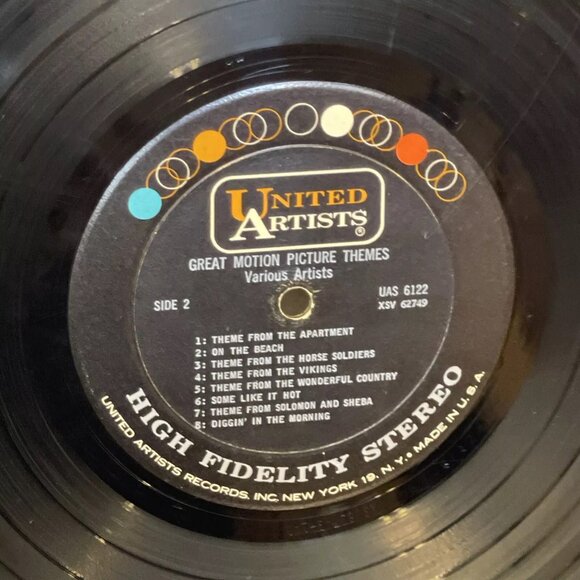 UNITED
ARTISTS®
GREAT MOTION PICTURE THEMES
Various Artists
SIDE 2
UAS 6122
XSV 62749
1: THEME FROM THE APARTMENT
2: ON THE BEACH
3: THEME FROM THE HORSE SOLDIERS
4: THEME FROM THE VIKINGS
5: THEME FROM THE WONDERFUL COUNTRY
6: SOME LIKE IT HOT
7: THEME FROM SOLOMON AND SHEBA
8: DIGGIN' IN THE MORNING
HIGH FIDELITY STEREO
UNITED ARTISTS RECORDS, INC. NEW YORK 19, N. Y. • MADE IN U. S. A.